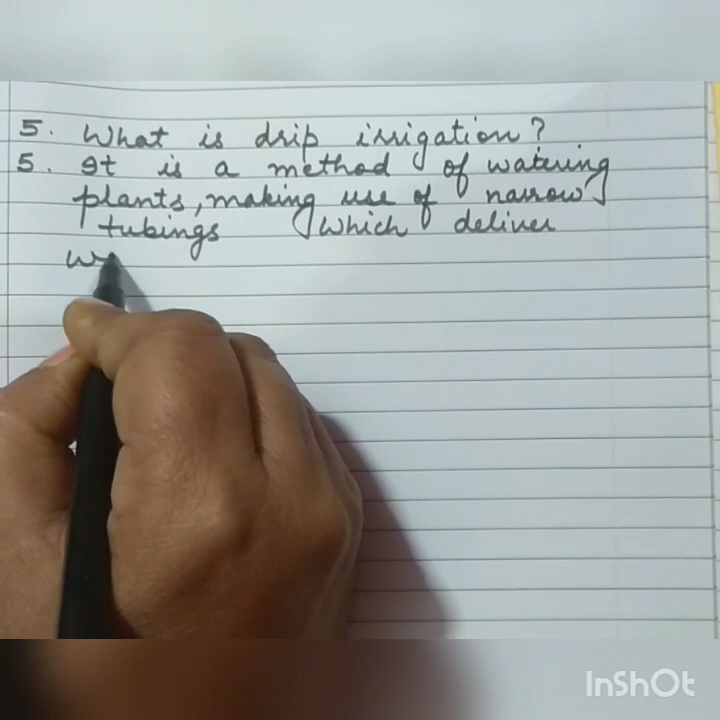 5. What is drip irrigation?
5. It is a method of watering
plants, making use of narrow
tubings which deliver
InShOt